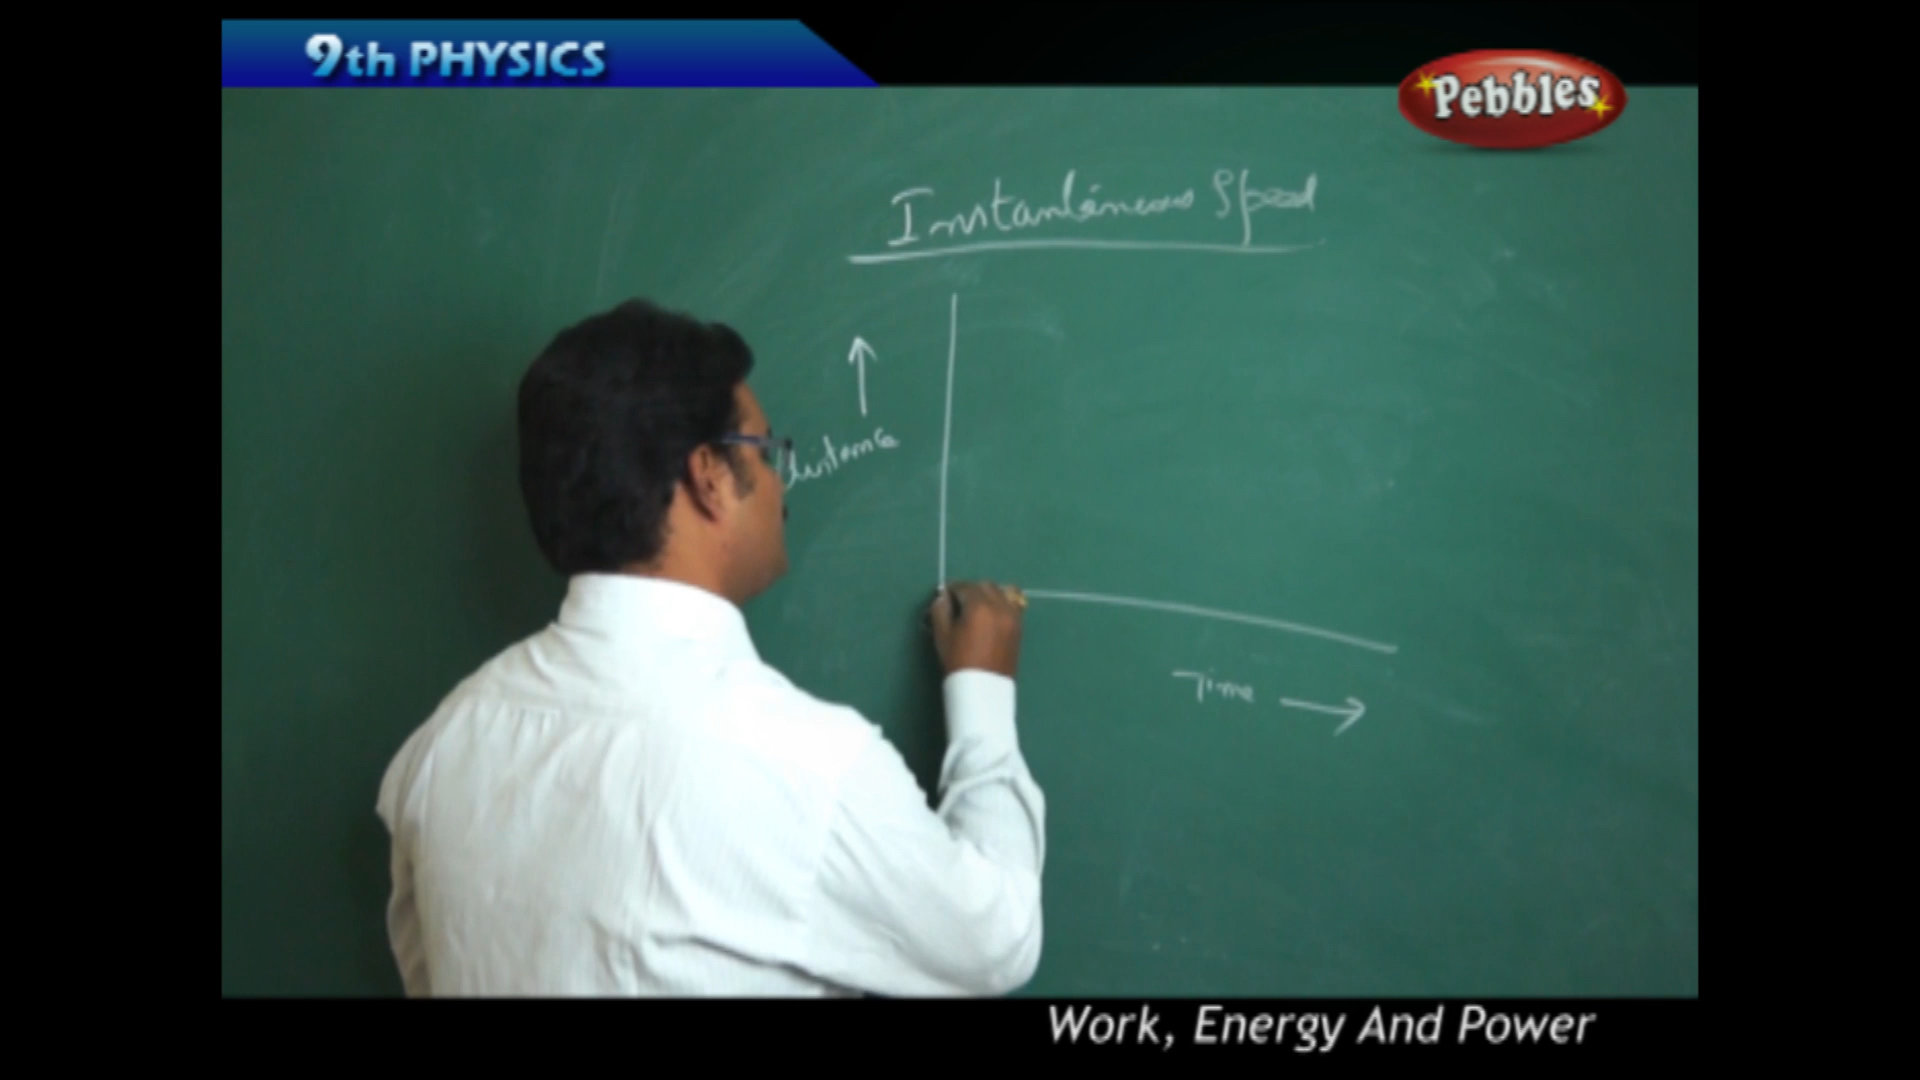 9th PHYSICS
Pebbles
Instantaneous Speed
distance
Time
Work, Energy And Power